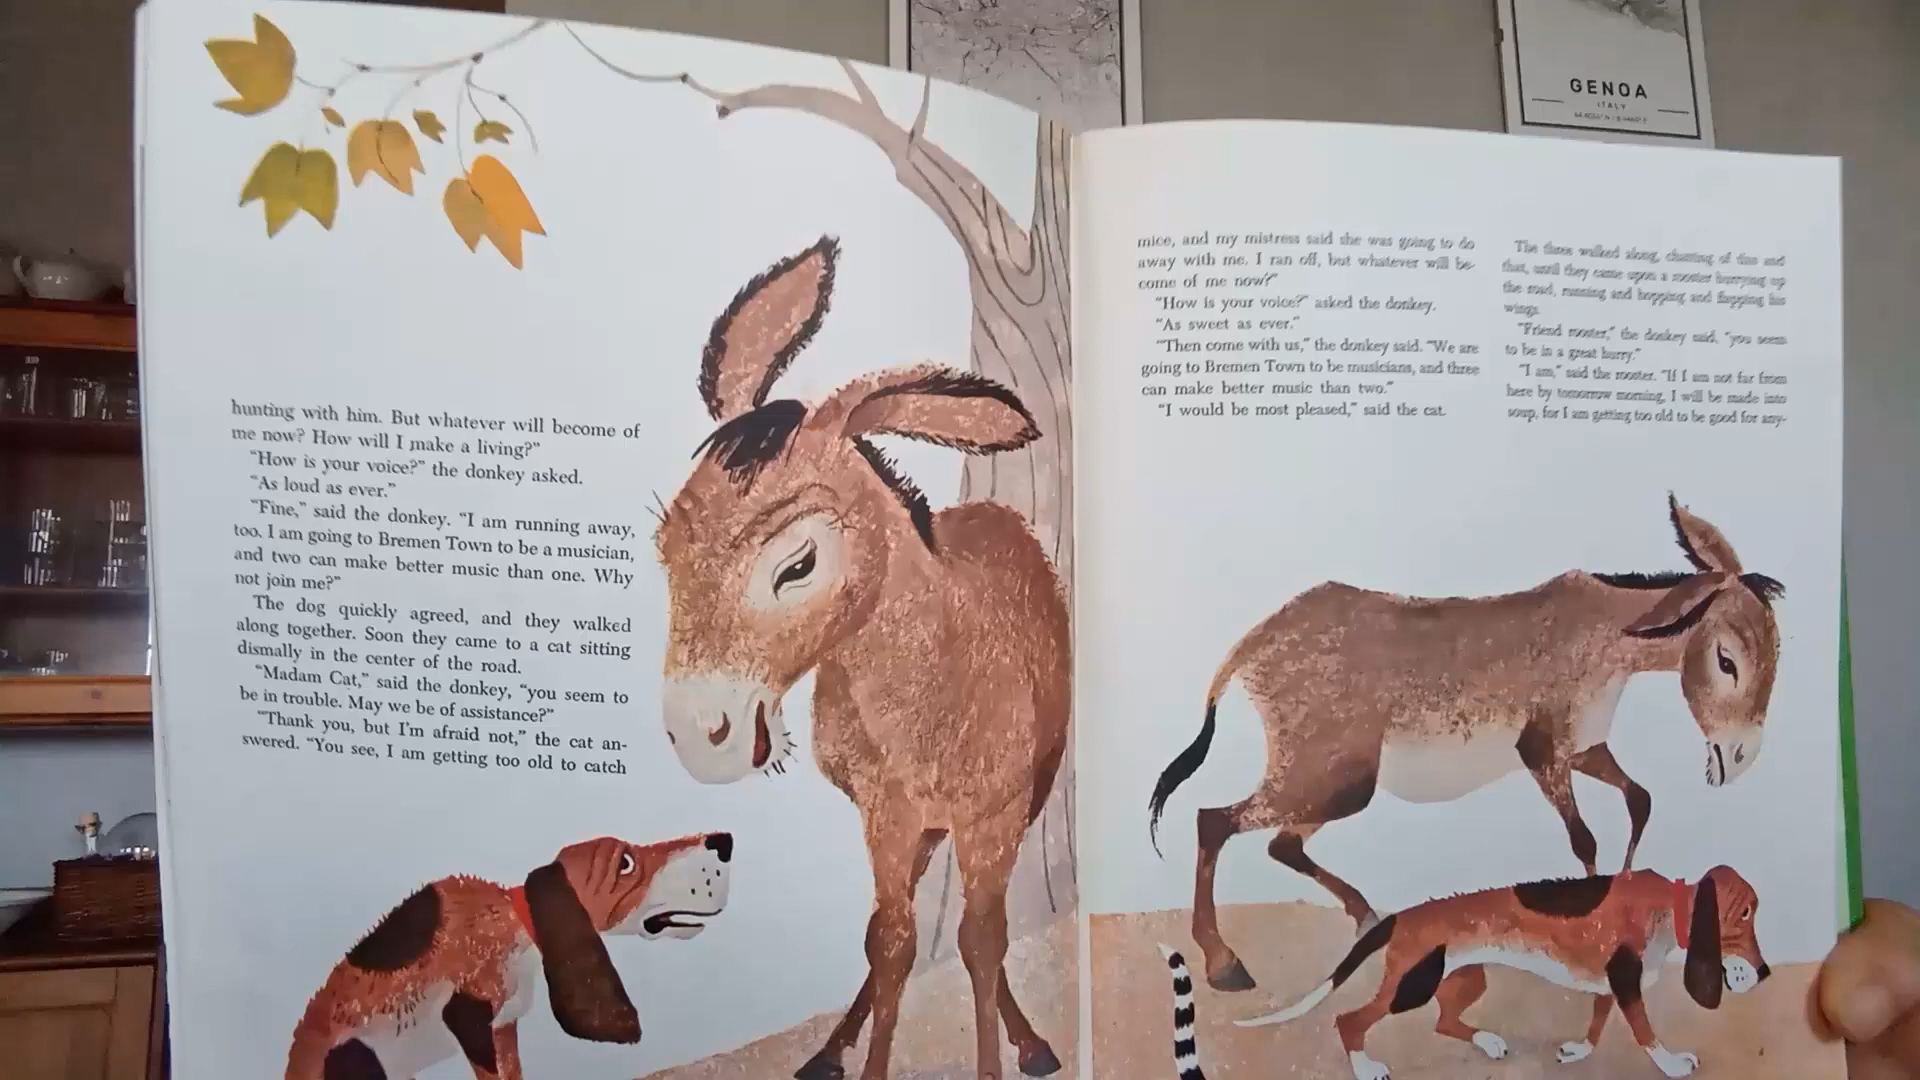 hunting with him. But whatever will become of
me now? How will I make a living?”
“How is your voice?” the donkey asked.
“As loud as ever.”
“Fine,” said the donkey. “I am running away,
too. I am going to Bremen Town to be a musician,
and two can make better music than one. Why
not join me?”
The dog quickly agreed, and they walked
along together. Soon they came to a cat sitting
dismally in the center of the road.
“Madam Cat,” said the donkey, “you seem to
be in trouble. May we be of assistance?”
“Thank you, but I’m afraid not,” the cat an-
swered. “You see, I am getting too old to catch
mice, and my mistress said she was going to do
away with me. I ran off, but whatever will be-
come of me now?”
“How is your voice?” asked the donkey.
“As sweet as ever.”
“Then come with us,” the donkey said. “We are
going to Bremen Town to be musicians, and three
can make better music than two.”
“I would be most pleased,” said the cat.
The three walked along, chatting of this and
that, until they came upon a rooster hurrying up
the road, running and hopping and flapping his
wings.
“Friend rooster,” the donkey said, “you seem
to be in a great hurry.”
“I am,” said the rooster. “If I am not far from
here by tomorrow morning, I will be made into
soup, for I am getting too old to be good for any-
GENOA
ITALY